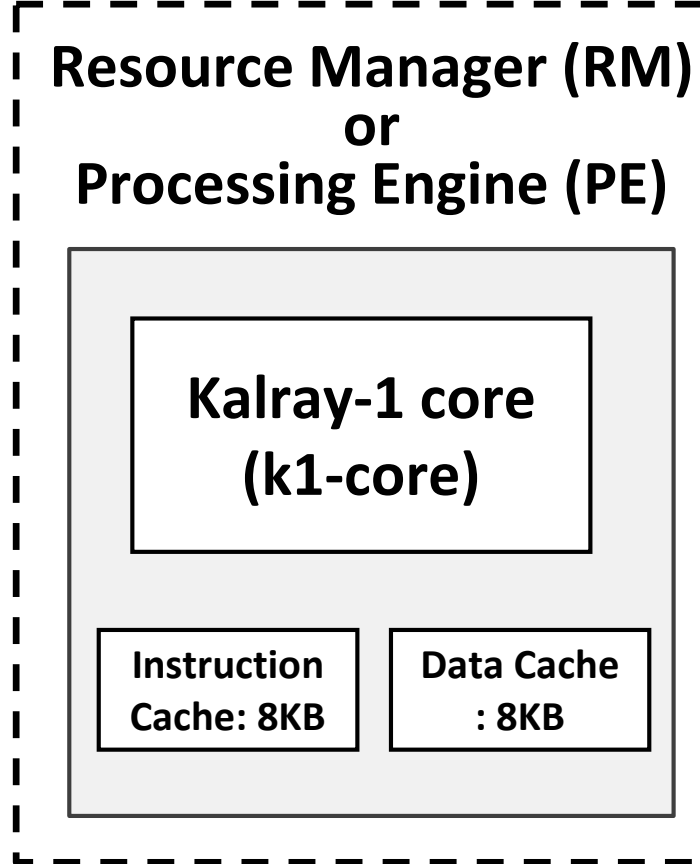 Resource Manager (RM)
or
Processing Engine (PE)
Kalray-1 core
(k1-core)
Instruction
Cache: 8KB
Data Cache
: 8KB